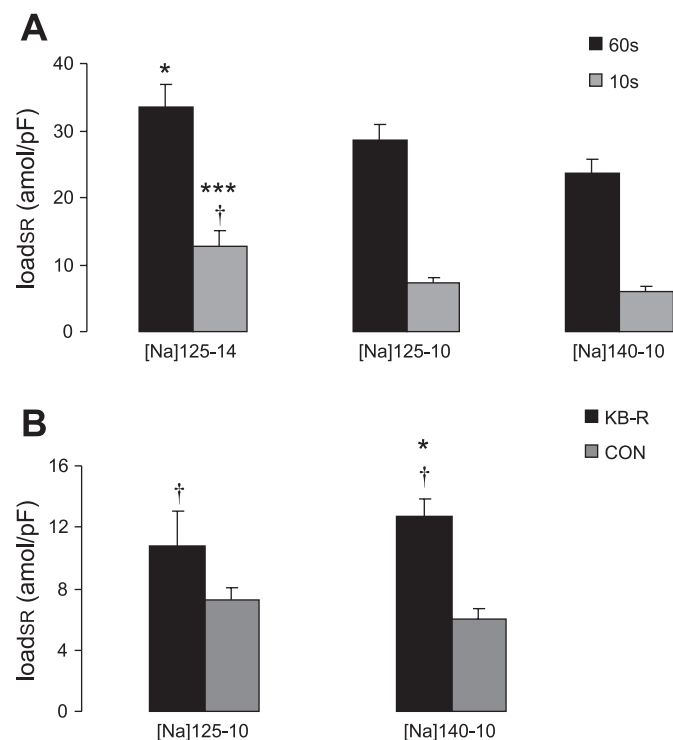 A
60s
10s
loadSR (amol/pF)
40
30
20
10
0
*
***
†
[Na]125-14
[Na]125-10
[Na]140-10
B
KB-R
CON
loadSR (amol/pF)
16
12
8
4
0
†
*
†
[Na]125-10
[Na]140-10